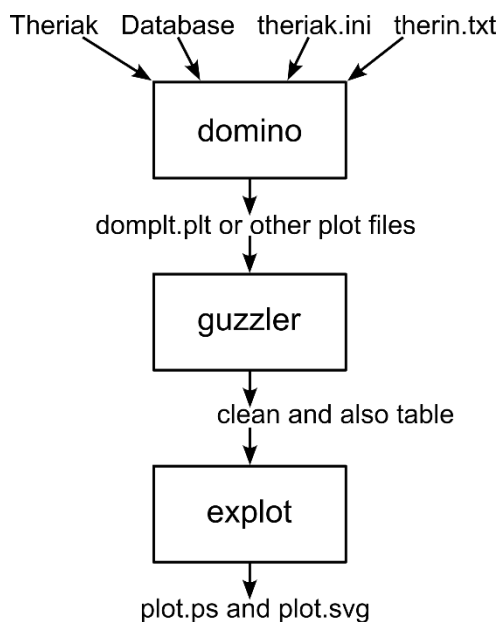 Theriak Database theriak.ini therin.txt
domino
domplt.plt or other plot files
guzzler
clean and also table
explot
plot.ps and plot.svg